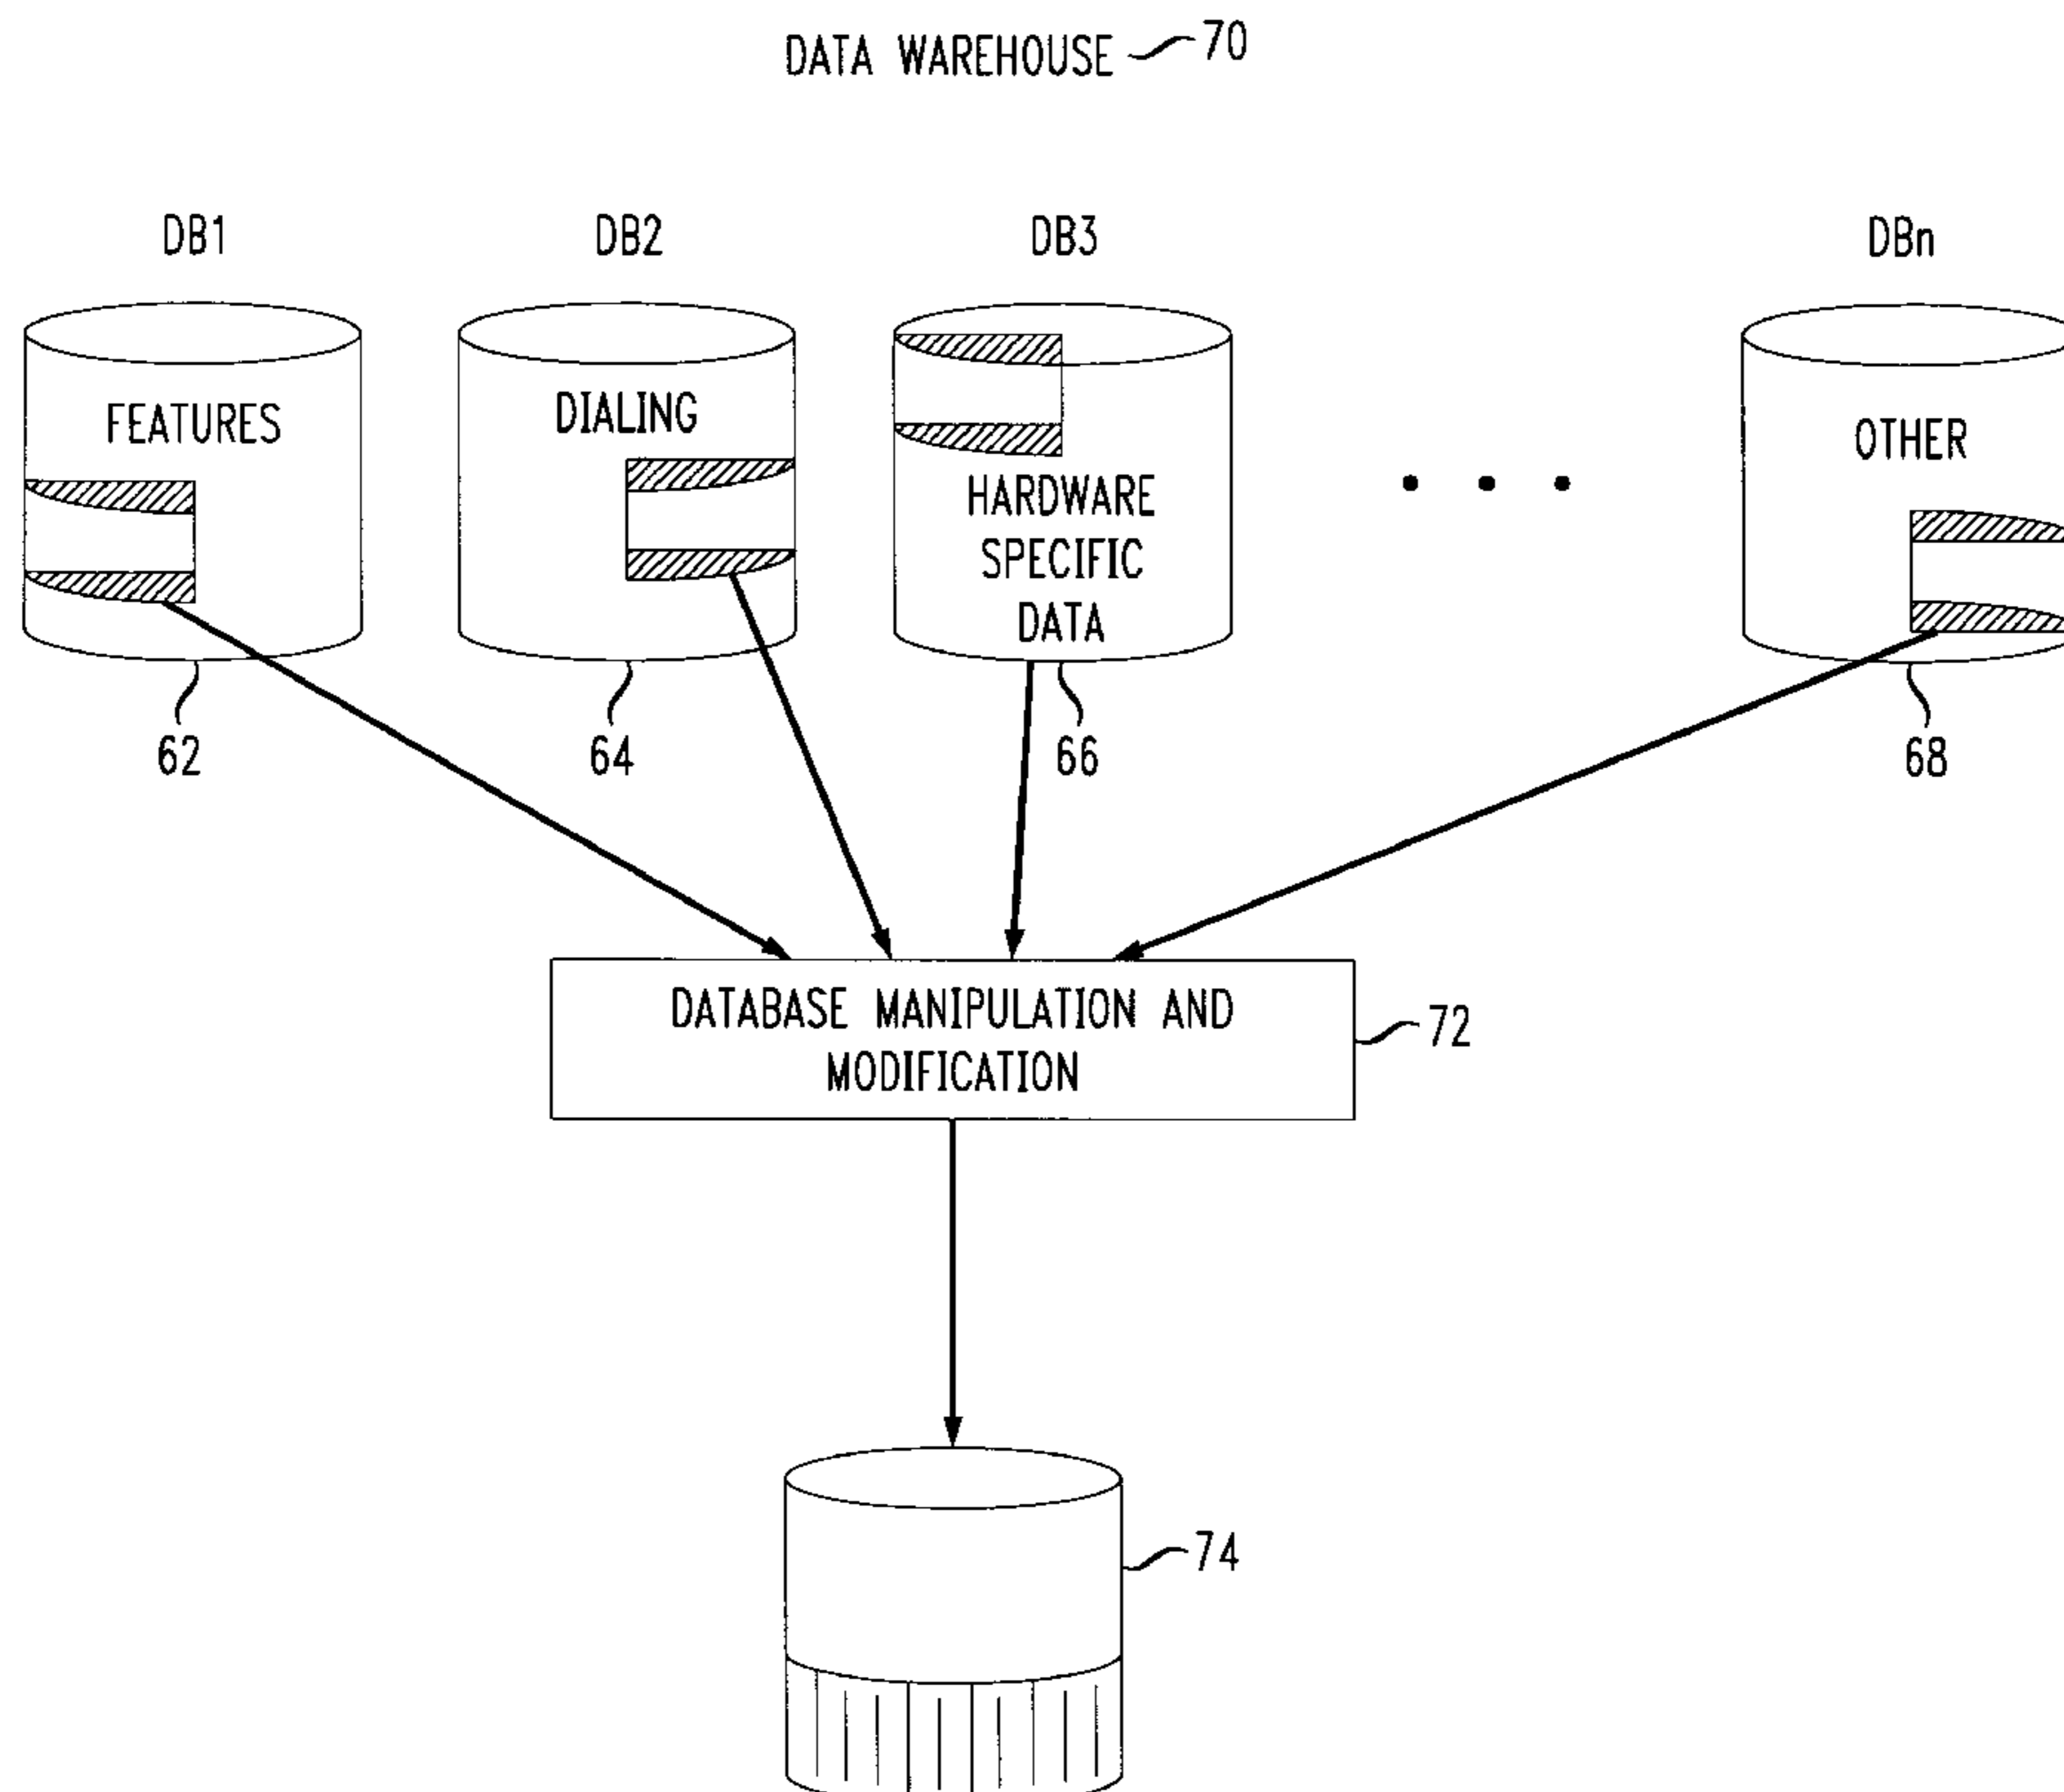 DATA WAREHOUSE 70
DB1 DB2 DB3 DBn
FEATURES
DIALING
HARDWARE
SPECIFIC
DATA
OTHER
62 64 66 68
DATABASE MANIPULATION AND
MODIFICATION
72
74